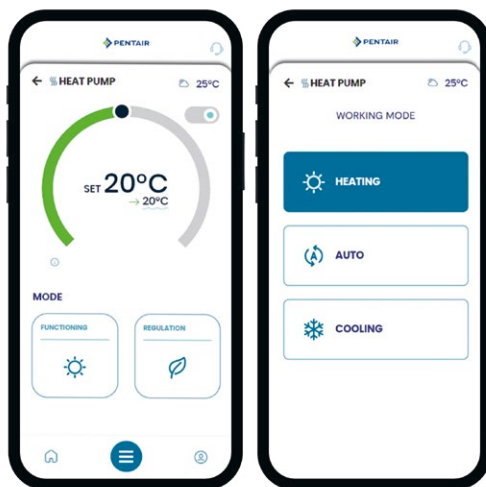 PENTAIR
HEAT PUMP
25°C
SET 20°C
→ 20°C
MODE
FUNCTIONING
REGULATION
PENTAIR
HEAT PUMP
25°C
WORKING MODE
HEATING
A AUTO
COOLING